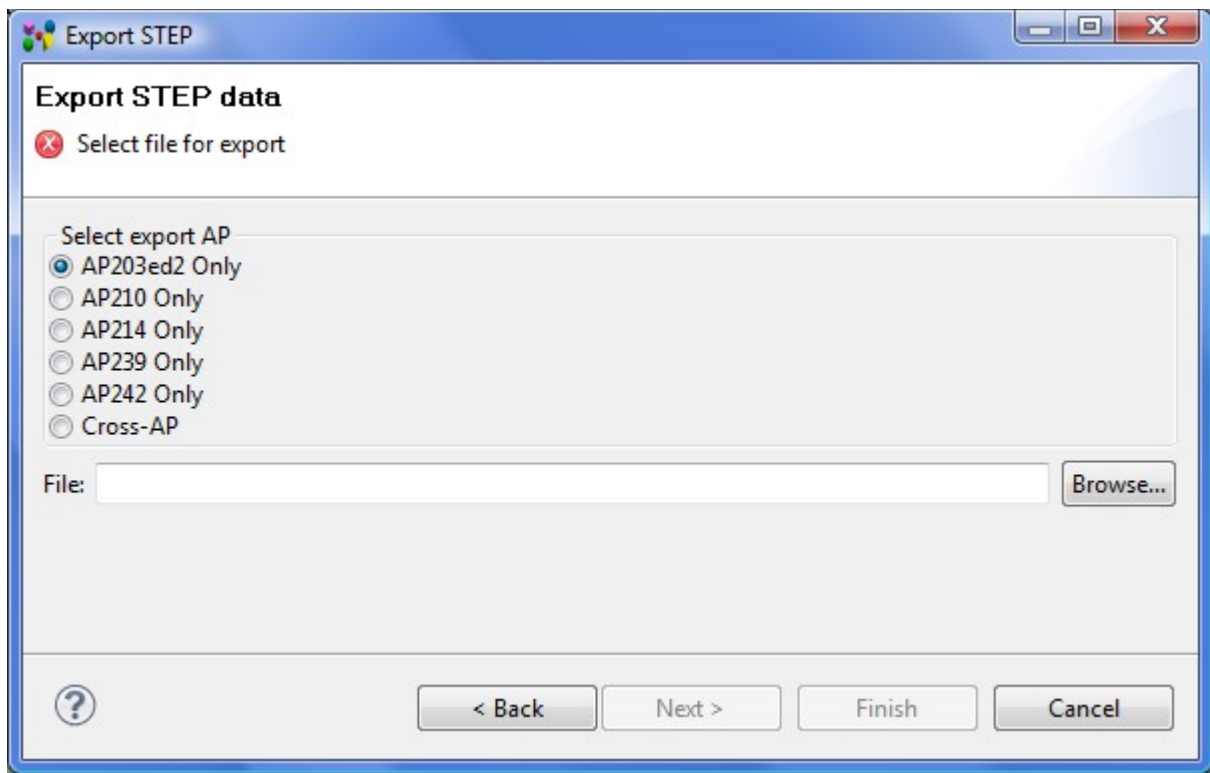 Export STEP
Export STEP data
Select file for export
Select export AP
AP203ed2 Only
AP210 Only
AP214 Only
AP239 Only
AP242 Only
Cross-AP
File: Browse...
? < Back Next > Finish Cancel